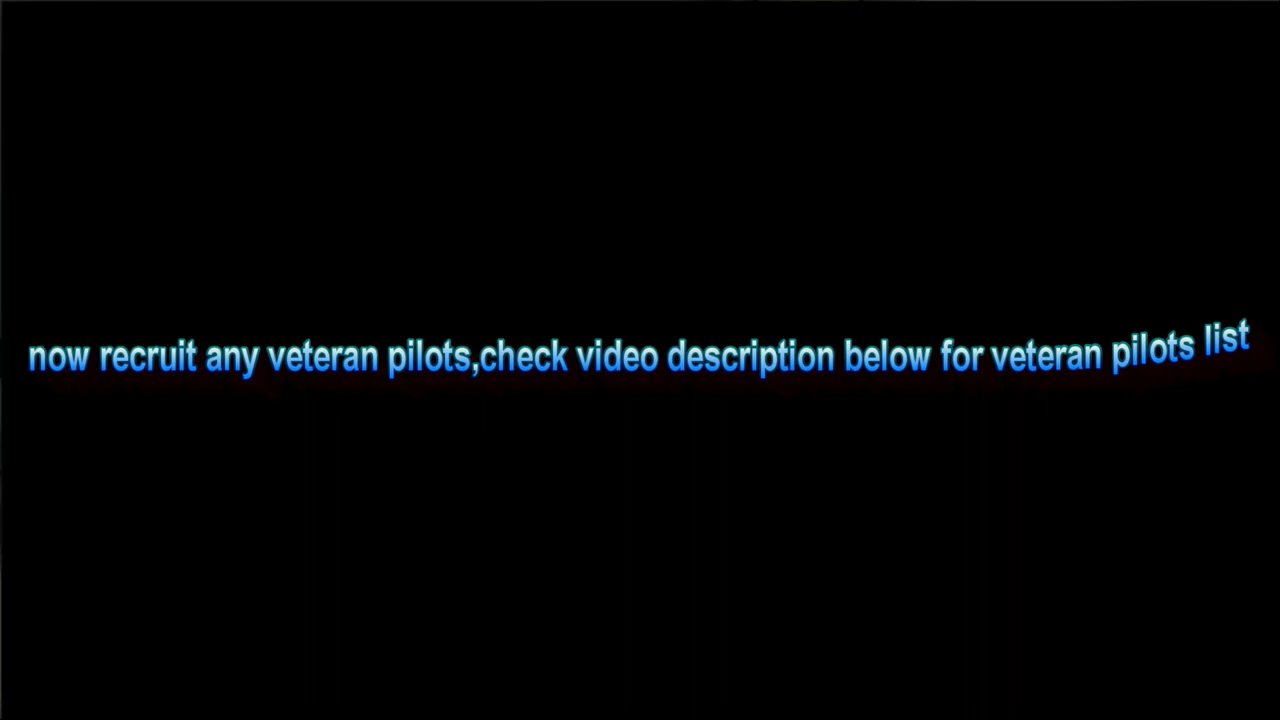 now recruit any veteran pilots,check video description below for veteran pilots list